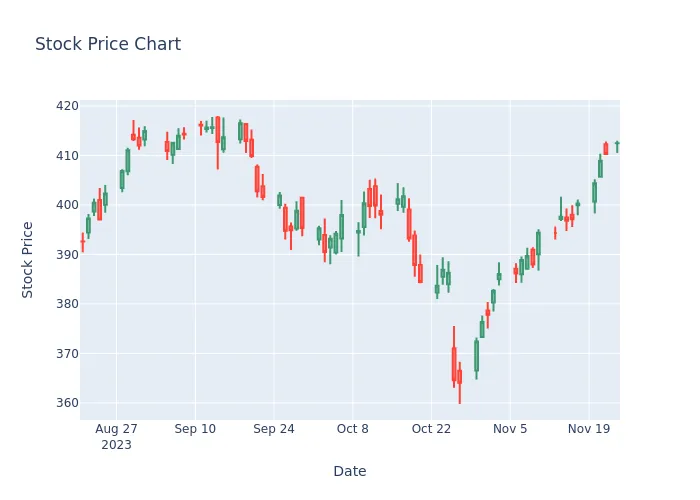 Stock Price Chart
420
410
400
390
380
370
360
Stock Price
Aug 27
2023
Sep 10
Sep 24
Oct 8
Oct 22
Nov 5
Nov 19
Date